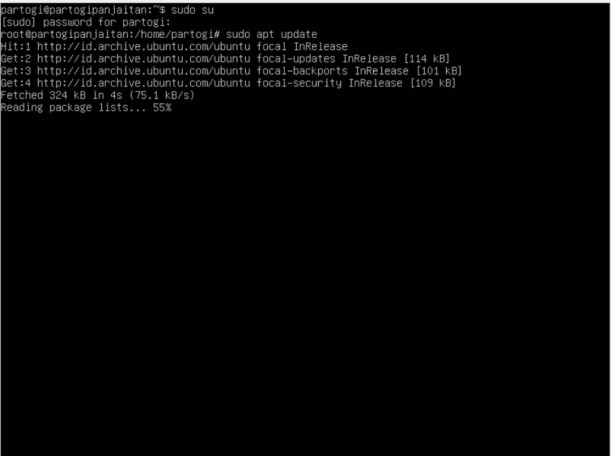 partogi@partogipanjaitan:~$ sudo su
[sudo] password for partogi:
root@partogipanjaitan:/home/partogi# sudo apt update
Hit:1 http://id.archive.ubuntu.com/ubuntu focal InRelease
Get:2 http://id.archive.ubuntu.com/ubuntu focal-updates InRelease [114 kB]
Get:3 http://id.archive.ubuntu.com/ubuntu focal-backports InRelease [101 kB]
Get:4 http://id.archive.ubuntu.com/ubuntu focal-security InRelease [109 kB]
Fetched 324 kB in 4s (75.1 kB/s)
Reading package lists... 55%